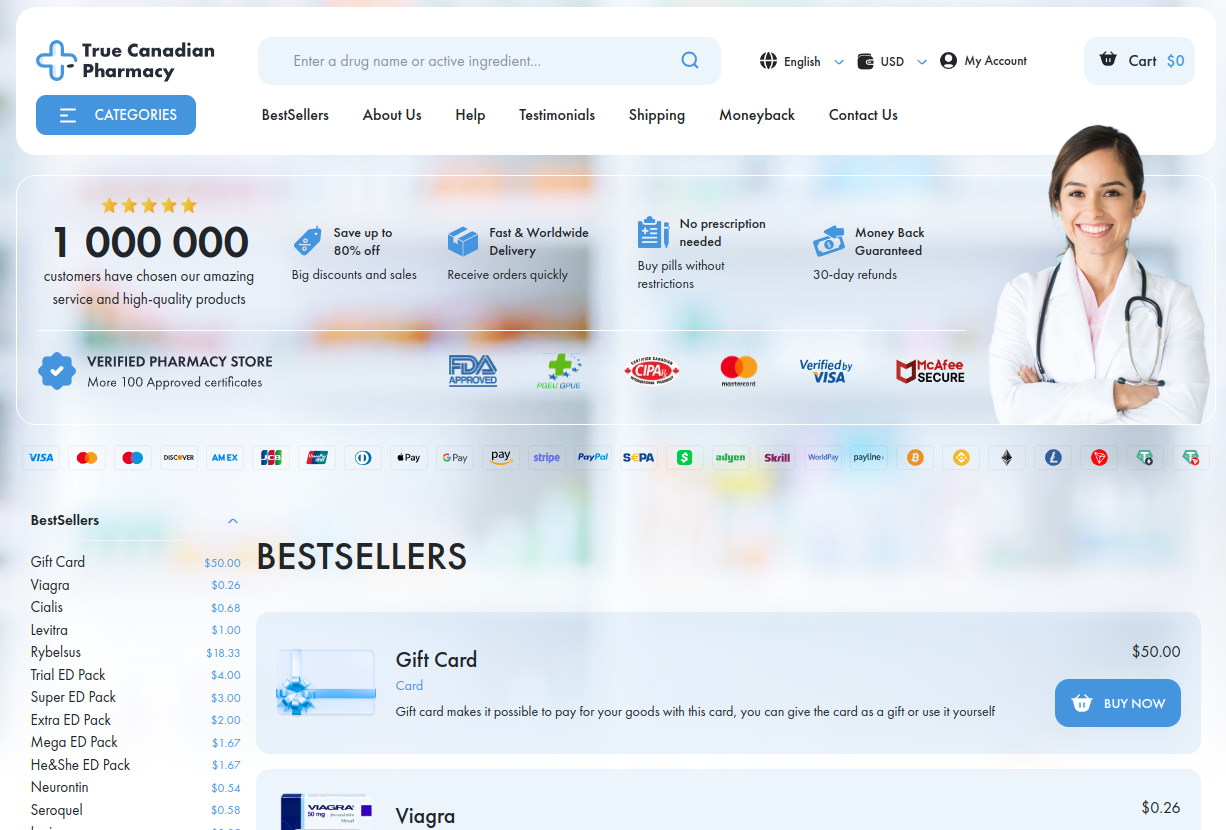 True Canadian
Pharmacy
Enter a drug name or active ingredient...
English
USD
My Account
Cart $0
CATEGORIES
BestSellers
About Us
Help
Testimonials
Shipping
Moneyback
Contact Us
1 000 000
customers have chosen our amazing
service and high-quality products
Save up to
80% off
Big discounts and sales
Fast & Worldwide
Delivery
Receive orders quickly
No prescription
needed
Buy pills without
restrictions
Money Back
Guaranteed
30-day refunds
VERIFIED PHARMACY STORE
More 100 Approved certificates
FDA
APPROVED
PGEU GPUE
CERTIFIED CANADIAN
CIPA
INTERNATIONAL PHARMACY
mastercard
Verified by
VISA
McAfee
SECURE
VISA
DISCOVER
AMEX
JCB
Pay
G Pay
pay
stripe
PayPal
S€PA
adyen
Skrill
WorldPay
payline
BestSellers
Gift Card $50.00
Viagra $0.26
Cialis $0.68
Levitra $1.00
Rybelsus $18.33
Trial ED Pack $4.00
Super ED Pack $3.00
Extra ED Pack $2.00
Mega ED Pack $1.67
He&She ED Pack $1.67
Neurontin $0.54
Seroquel $0.58
BESTSELLERS
Gift Card
Card
Gift card makes it possible to pay for your goods with this card, you can give the card as a gift or use it yourself
$50.00
BUY NOW
VIAGRA
50 mg
Viagra
$0.26